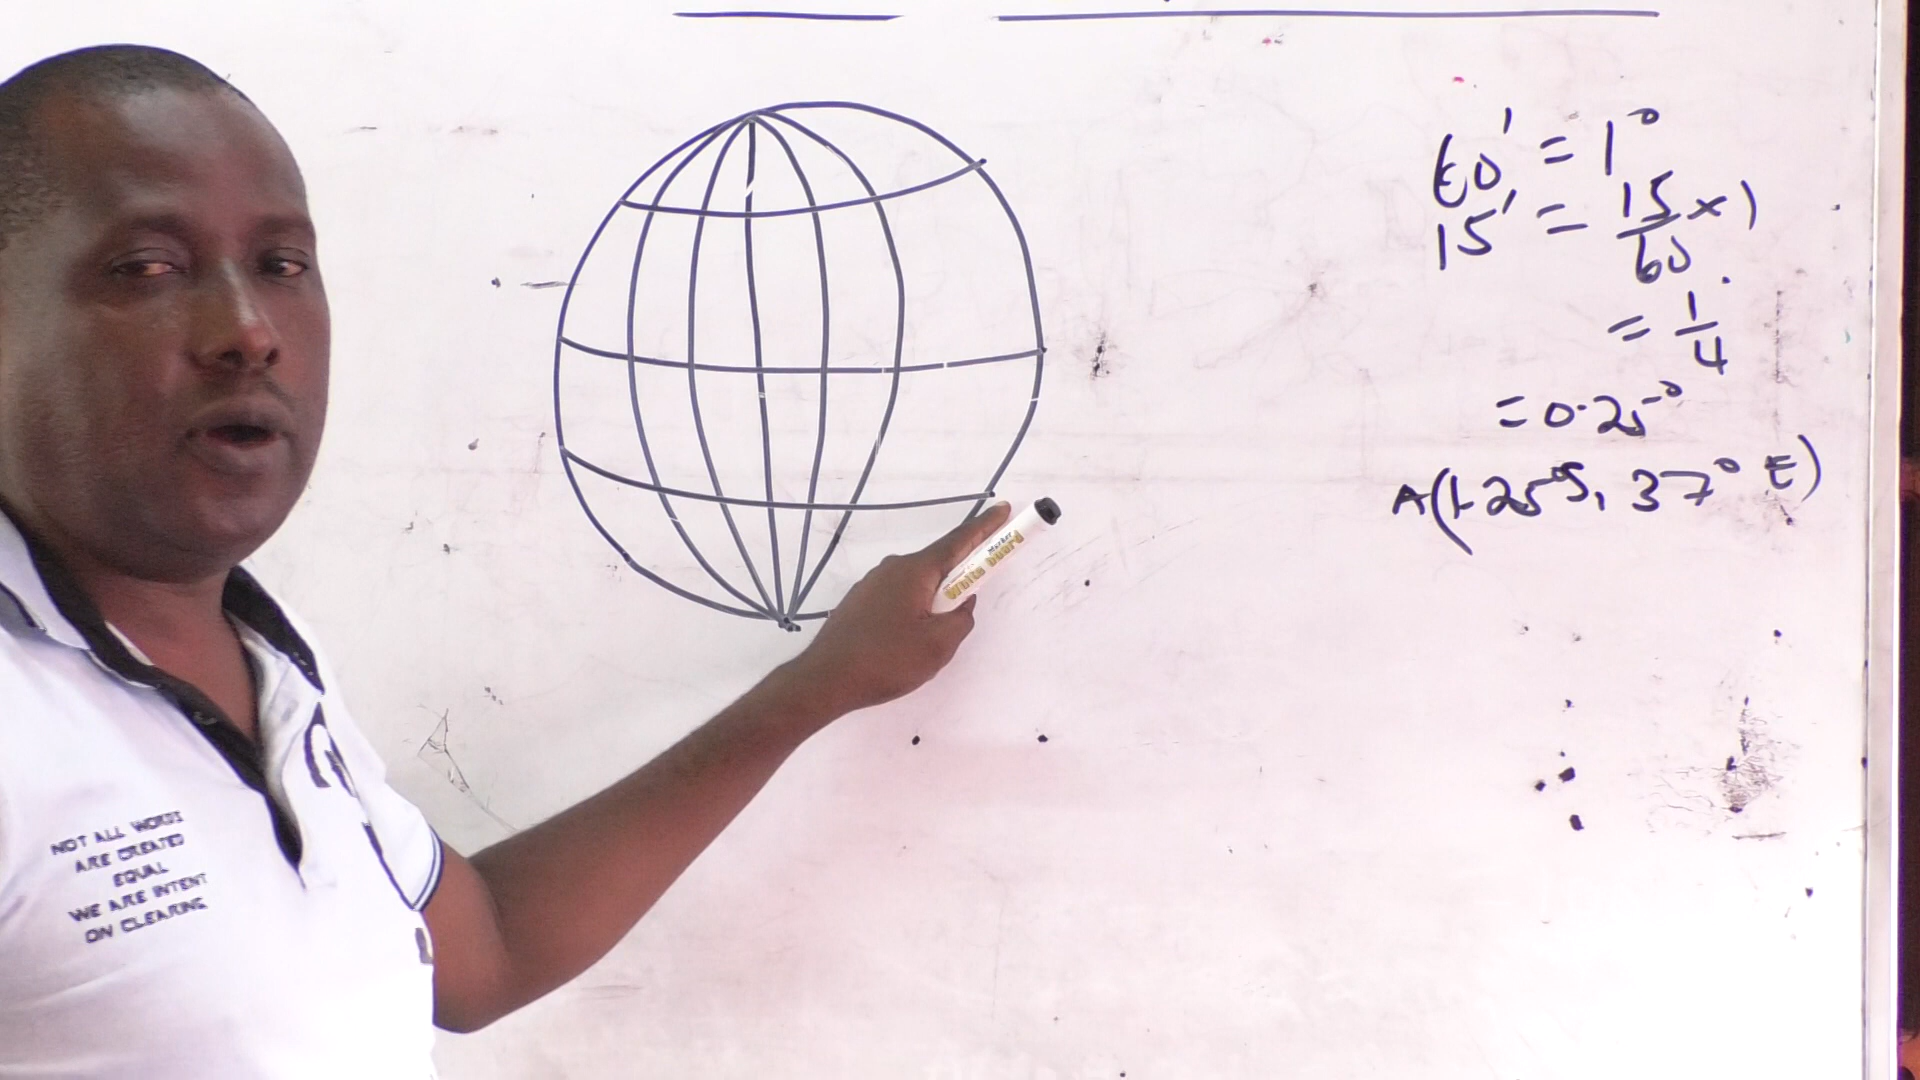 60' = 1°
15' = 15/60 x 1
= 1/4
= 0.25°
A(1.25°S, 37° E)
Marker
White board
NOT ALL WORDS
ARE CREATED
EQUAL
WE ARE INTENT
ON CLEARING